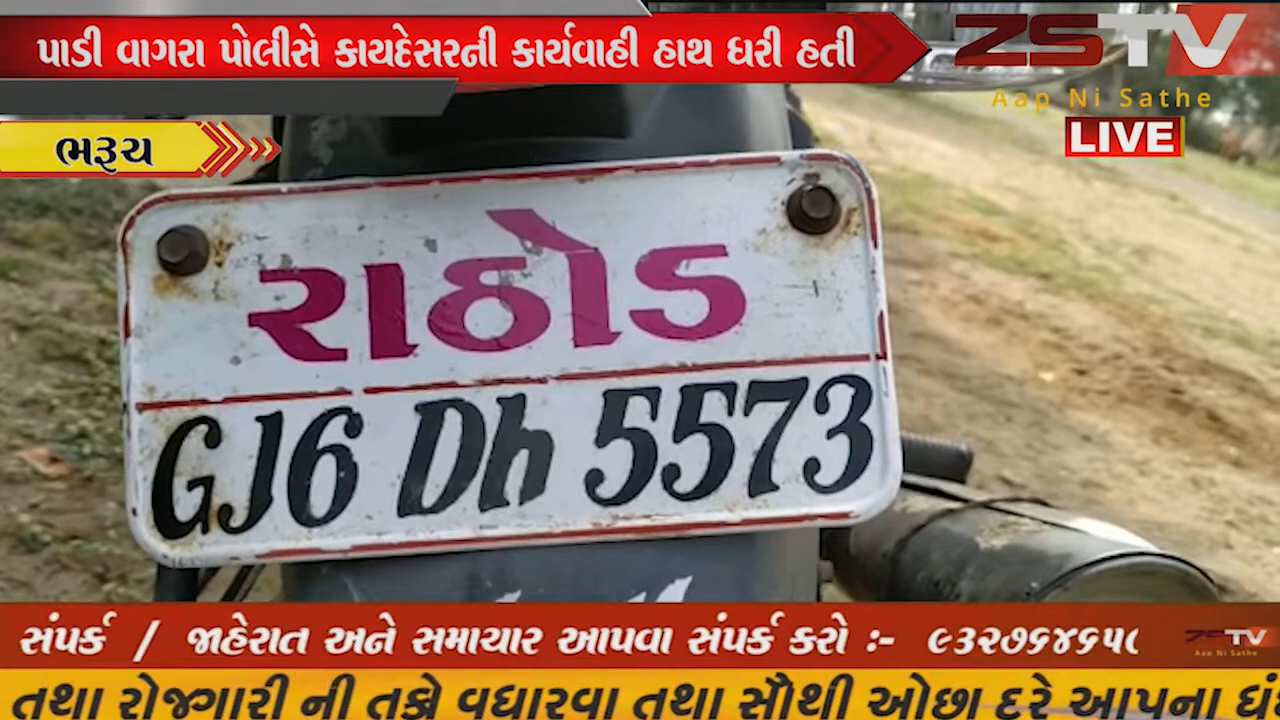 પાડી વાગરા પોલીસે કાયદેસરની કાર્યવાહી હાથ ધરી હતી
ZSTV
Aap Ni Sathe
LIVE
ભરૂચ
રાઠોડ
GJ6 Dh 5573
સંપર્ક / જાહેરાત અને સમાચાર આપવા સંપર્ક કરો :-
ZSTV
Aap Ni Sathe
તથા રોજગારી ની તકો વધારવા તથા સૌથી ઓછા દરે આપના